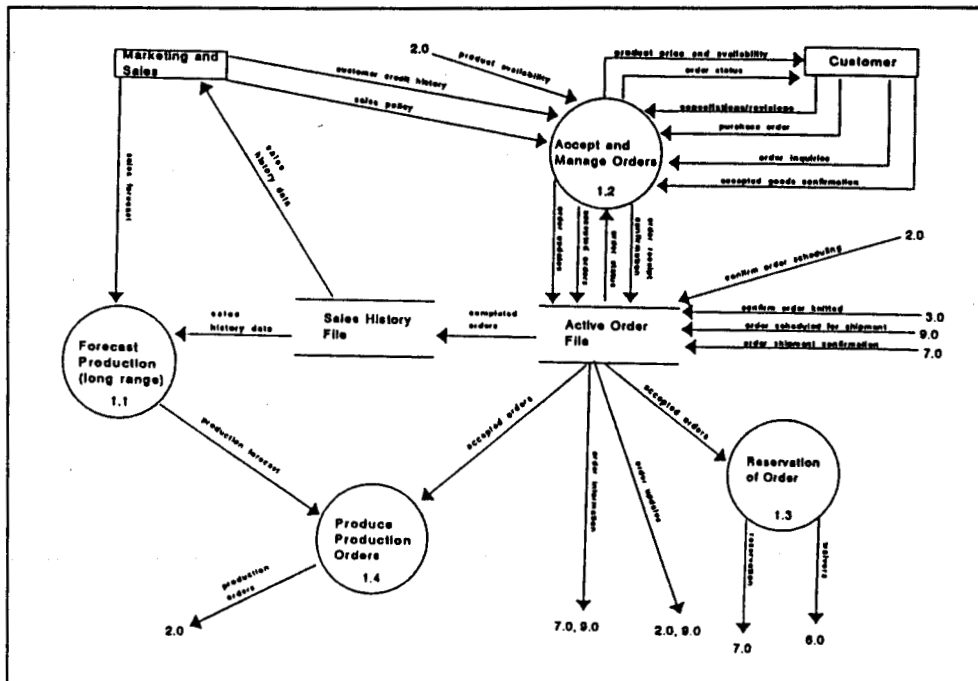 Marketing and
Sales
2.0
product availability
product price and availability
order status
Customer
customer credit history
sales policy
cancellations/revisions
purchase order
order inquiries
accepted goods confirmation
Accept and
Manage Orders
1.2
sales forecast
sales
history data
order updates
accepted orders
order status
order receipt
confirmation
confirm order scheduling
2.0
confirm order kitted
3.0
order scheduled for shipment
9.0
order shipment confirmation
7.0
sales
history data
Sales History
File
completed
orders
Active Order
File
Forecast
Production
(long range)
1.1
production forecast
accepted orders
order information
order updates
accepted orders
Reservation
of Order
1.3
Produce
Production
Orders
1.4
production
orders
2.0
reservation
waivers
7.0, 9.0
2.0, 9.0
7.0
6.0